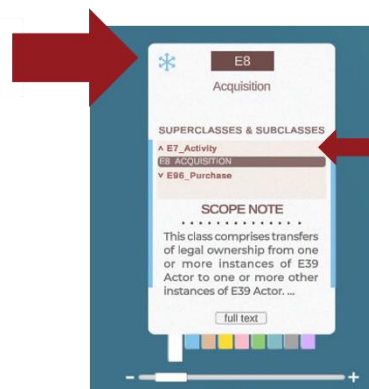 E8
Acquisition
SUPERCLASSES & SUBCLASSES
^ E7_Activity
E8 ACQUISITION
v E96_Purchase
SCOPE NOTE
This class comprises transfers
of legal ownership from one
or more instances of E39
Actor to one or more other
instances of E39 Actor. ...
full text
- +